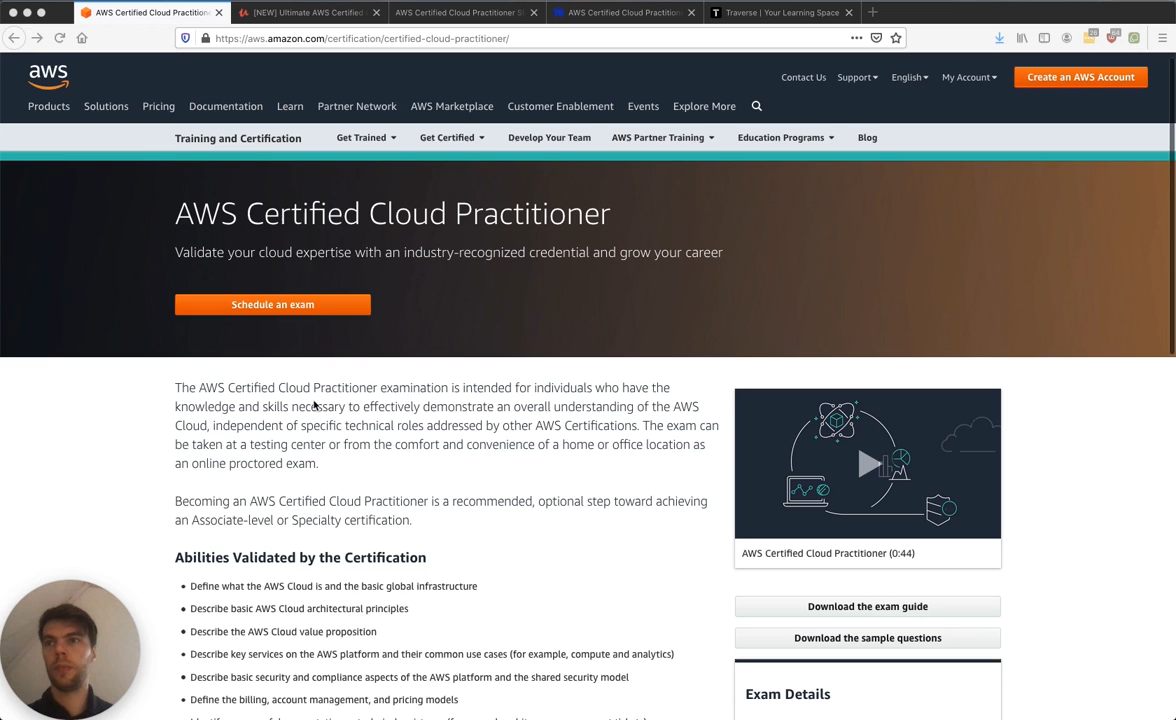 AWS Certified Cloud Practitioner
[NEW] Ultimate AWS Certified
AWS Certified Cloud Practitioner S
AWS Certified Cloud Practition
Traverse | Your Learning Space
https://aws.amazon.com/certification/certified-cloud-practitioner/
26
64
aws
Contact Us
Support
English
My Account
Create an AWS Account
Products
Solutions
Pricing
Documentation
Learn
Partner Network
AWS Marketplace
Customer Enablement
Events
Explore More
Training and Certification
Get Trained
Get Certified
Develop Your Team
AWS Partner Training
Education Programs
Blog
AWS Certified Cloud Practitioner
Validate your cloud expertise with an industry-recognized credential and grow your career
Schedule an exam
The AWS Certified Cloud Practitioner examination is intended for individuals who have the
knowledge and skills necessary to effectively demonstrate an overall understanding of the AWS
Cloud, independent of specific technical roles addressed by other AWS Certifications. The exam can
be taken at a testing center or from the comfort and convenience of a home or office location as
an online proctored exam.
Becoming an AWS Certified Cloud Practitioner is a recommended, optional step toward achieving
an Associate-level or Specialty certification.
Abilities Validated by the Certification
• Define what the AWS Cloud is and the basic global infrastructure
• Describe basic AWS Cloud architectural principles
• Describe the AWS Cloud value proposition
• Describe key services on the AWS platform and their common use cases (for example, compute and analytics)
• Describe basic security and compliance aspects of the AWS platform and the shared security model
• Define the billing, account management, and pricing models
AWS Certified Cloud Practitioner (0:44)
Download the exam guide
Download the sample questions
Exam Details